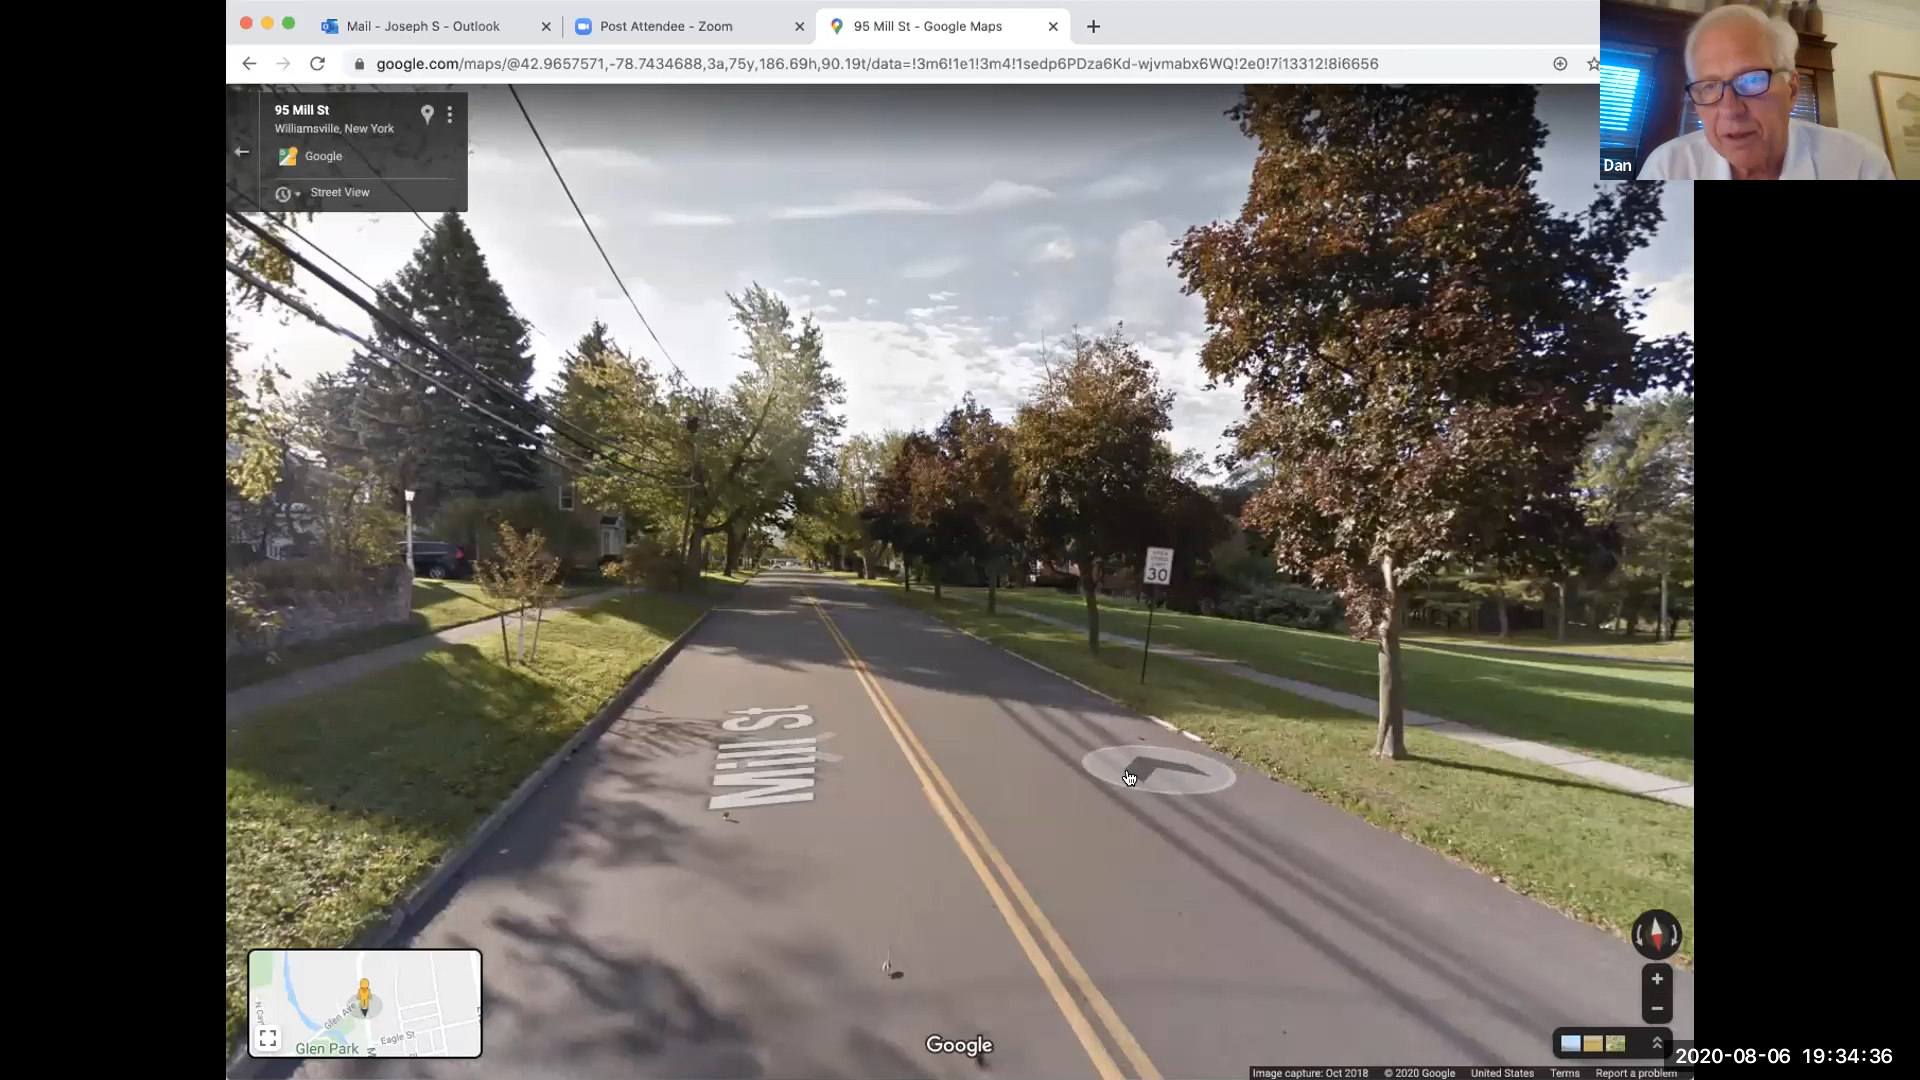 Mail - Joseph S - Outlook
Post Attendee - Zoom
95 Mill St - Google Maps
google.com/maps/@42.9657571,-78.7434688,3a,75y,186.69h,90.19t/data=!3m6!1e1!3m4!1sedp6PDza6Kd-wjvmabx6WQ!2e0!7i13312!8i6656
95 Mill St
Williamsville, New York
Google
Street View
Dan
30
Mill St
Glen Ave
Eagle St
Glen Park
Google
Image capture: Oct 2018 © 2020 Google United States Terms Report a problem
2020-08-06 19:34:36